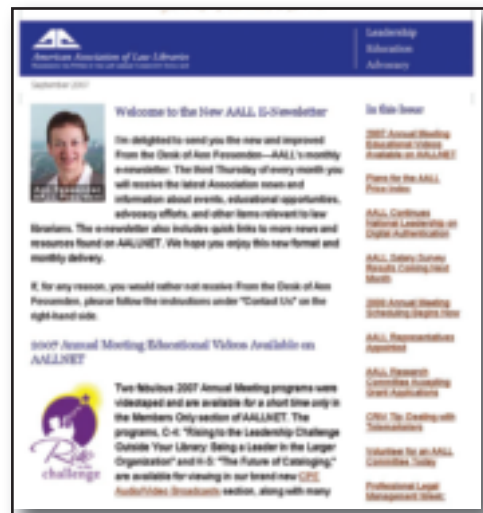 American Association of Law Libraries
Leadership
Education
Advocacy
September 2007
Welcome to the New AALL E-Newsletter
I'm delighted to send you the new and improved
From the Desk of Ann Fessenden—AALL's monthly
e-newsletter. The third Thursday of every month you
will receive the latest Association news and
information about events, educational opportunities,
advocacy efforts, and other items relevant to law
librarians. The e-newsletter also includes quick links to more news and
resources found on AALLNET. We hope you enjoy this new format and
monthly delivery.
If, for any reason, you would rather not receive From the Desk of Ann
Fessenden, please follow the instructions under "Contact Us" on the
right-hand side.
2007 Annual Meeting Educational Videos Available on
AALLNET
Two fabulous 2007 Annual Meeting programs were
videotaped and are available for a short time only in
the Members Only section of AALLNET. The
programs, C-4: "Rising to the Leadership Challenge
Outside Your Library: Being a Leader in the Larger
Organization" and H-5: "The Future of Cataloging,"
are available for viewing in our brand new CPE
Audio/Video Broadcasts section, along with many
Rise
to the
challenge
In this Issue
2007 Annual Meeting
Educational Videos
Available on AALLNET
Plans for the AALL
Price Index
AALL Continues
National Leadership on
Digital Authentication
AALL Salary Survey
Results Coming Next
Month
2008 Annual Meeting
Scheduling Begins Now
AALL Representatives
Appointed
AALL Research
Committee Accepting
Grant Applications
CRIV Tip: Dealing with
Telemarketers
Volunteer for an AALL
Committee Today
Professional Legal
Management Week: